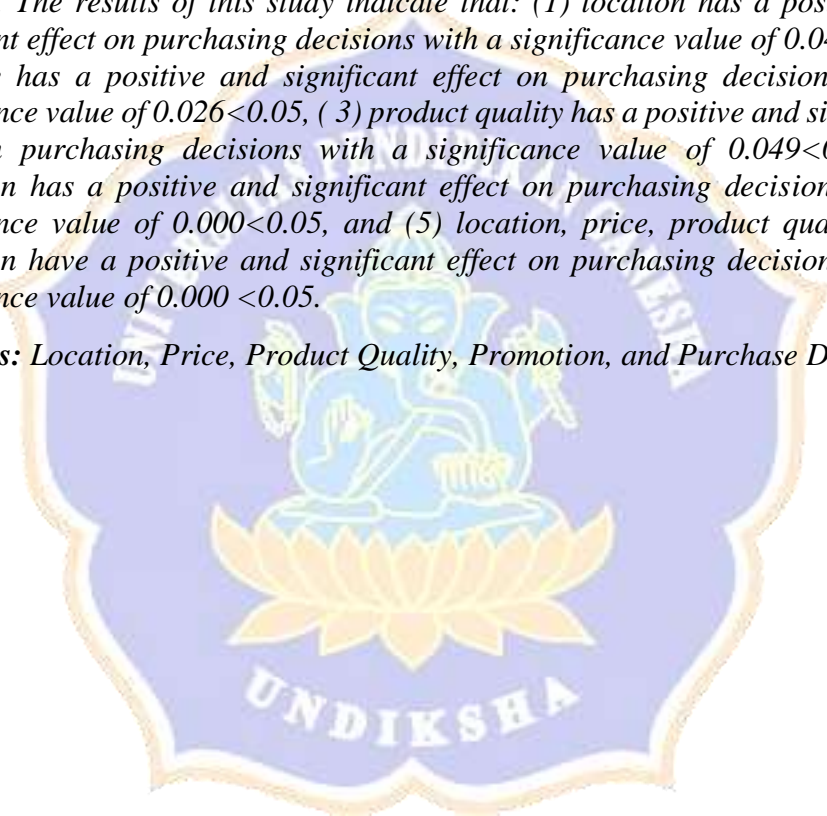 The results of this study indicate that: (1) location has a pos
nt effect on purchasing decisions with a significance value of 0.04
e has a positive and significant effect on purchasing decision
nce value of 0.026<0.05, ( 3) product quality has a positive and si
n purchasing decisions with a significance value of 0.049<0
n has a positive and significant effect on purchasing decision
nce value of 0.000<0.05, and (5) location, price, product qua
n have a positive and significant effect on purchasing decision
nce value of 0.000 <0.05.
s: Location, Price, Product Quality, Promotion, and Purchase D
UNIVERSITAS PENDIDIKAN GANESHA
UNDIKSHA